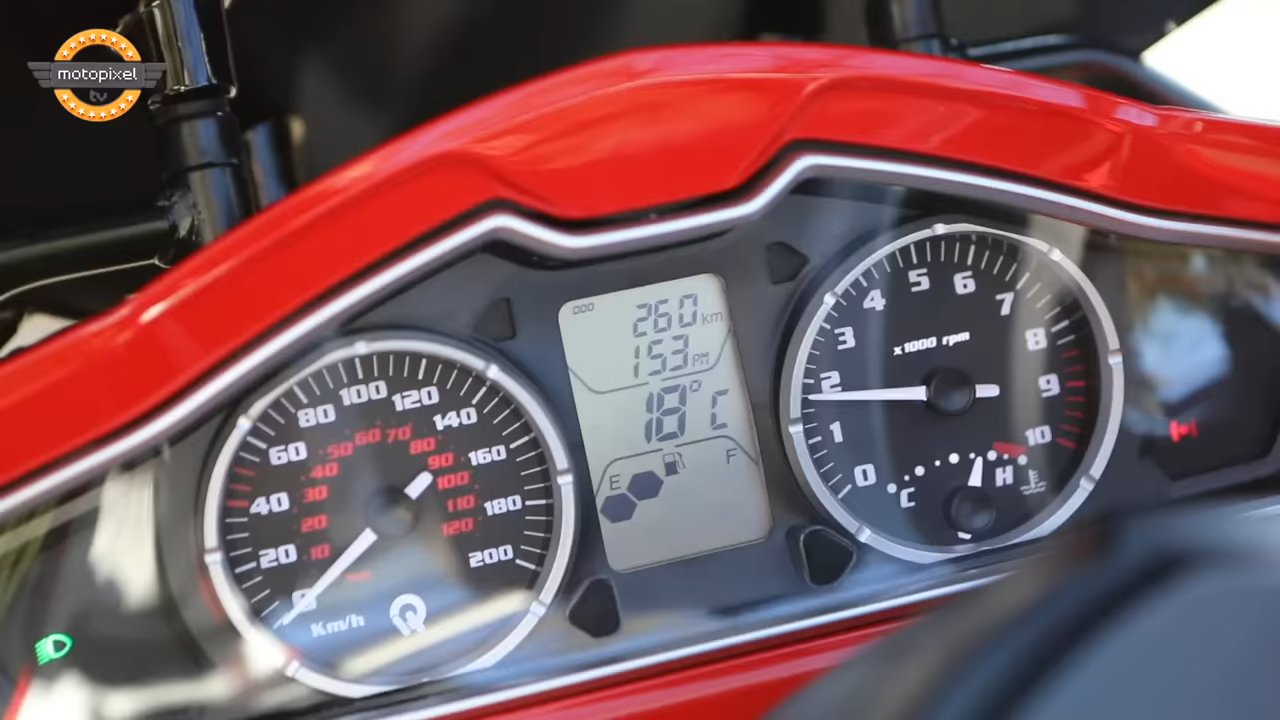 motopixel
tv
ODO
260 km
153 PM
18°C
E F
0 20 40 60 80 100 120 140 160 180 200
10 20 30 40 50 60 70 80 90 100 110 120
Km/h
0 1 2 3 4 5 6 7 8 9 10
x1000 rpm
C H